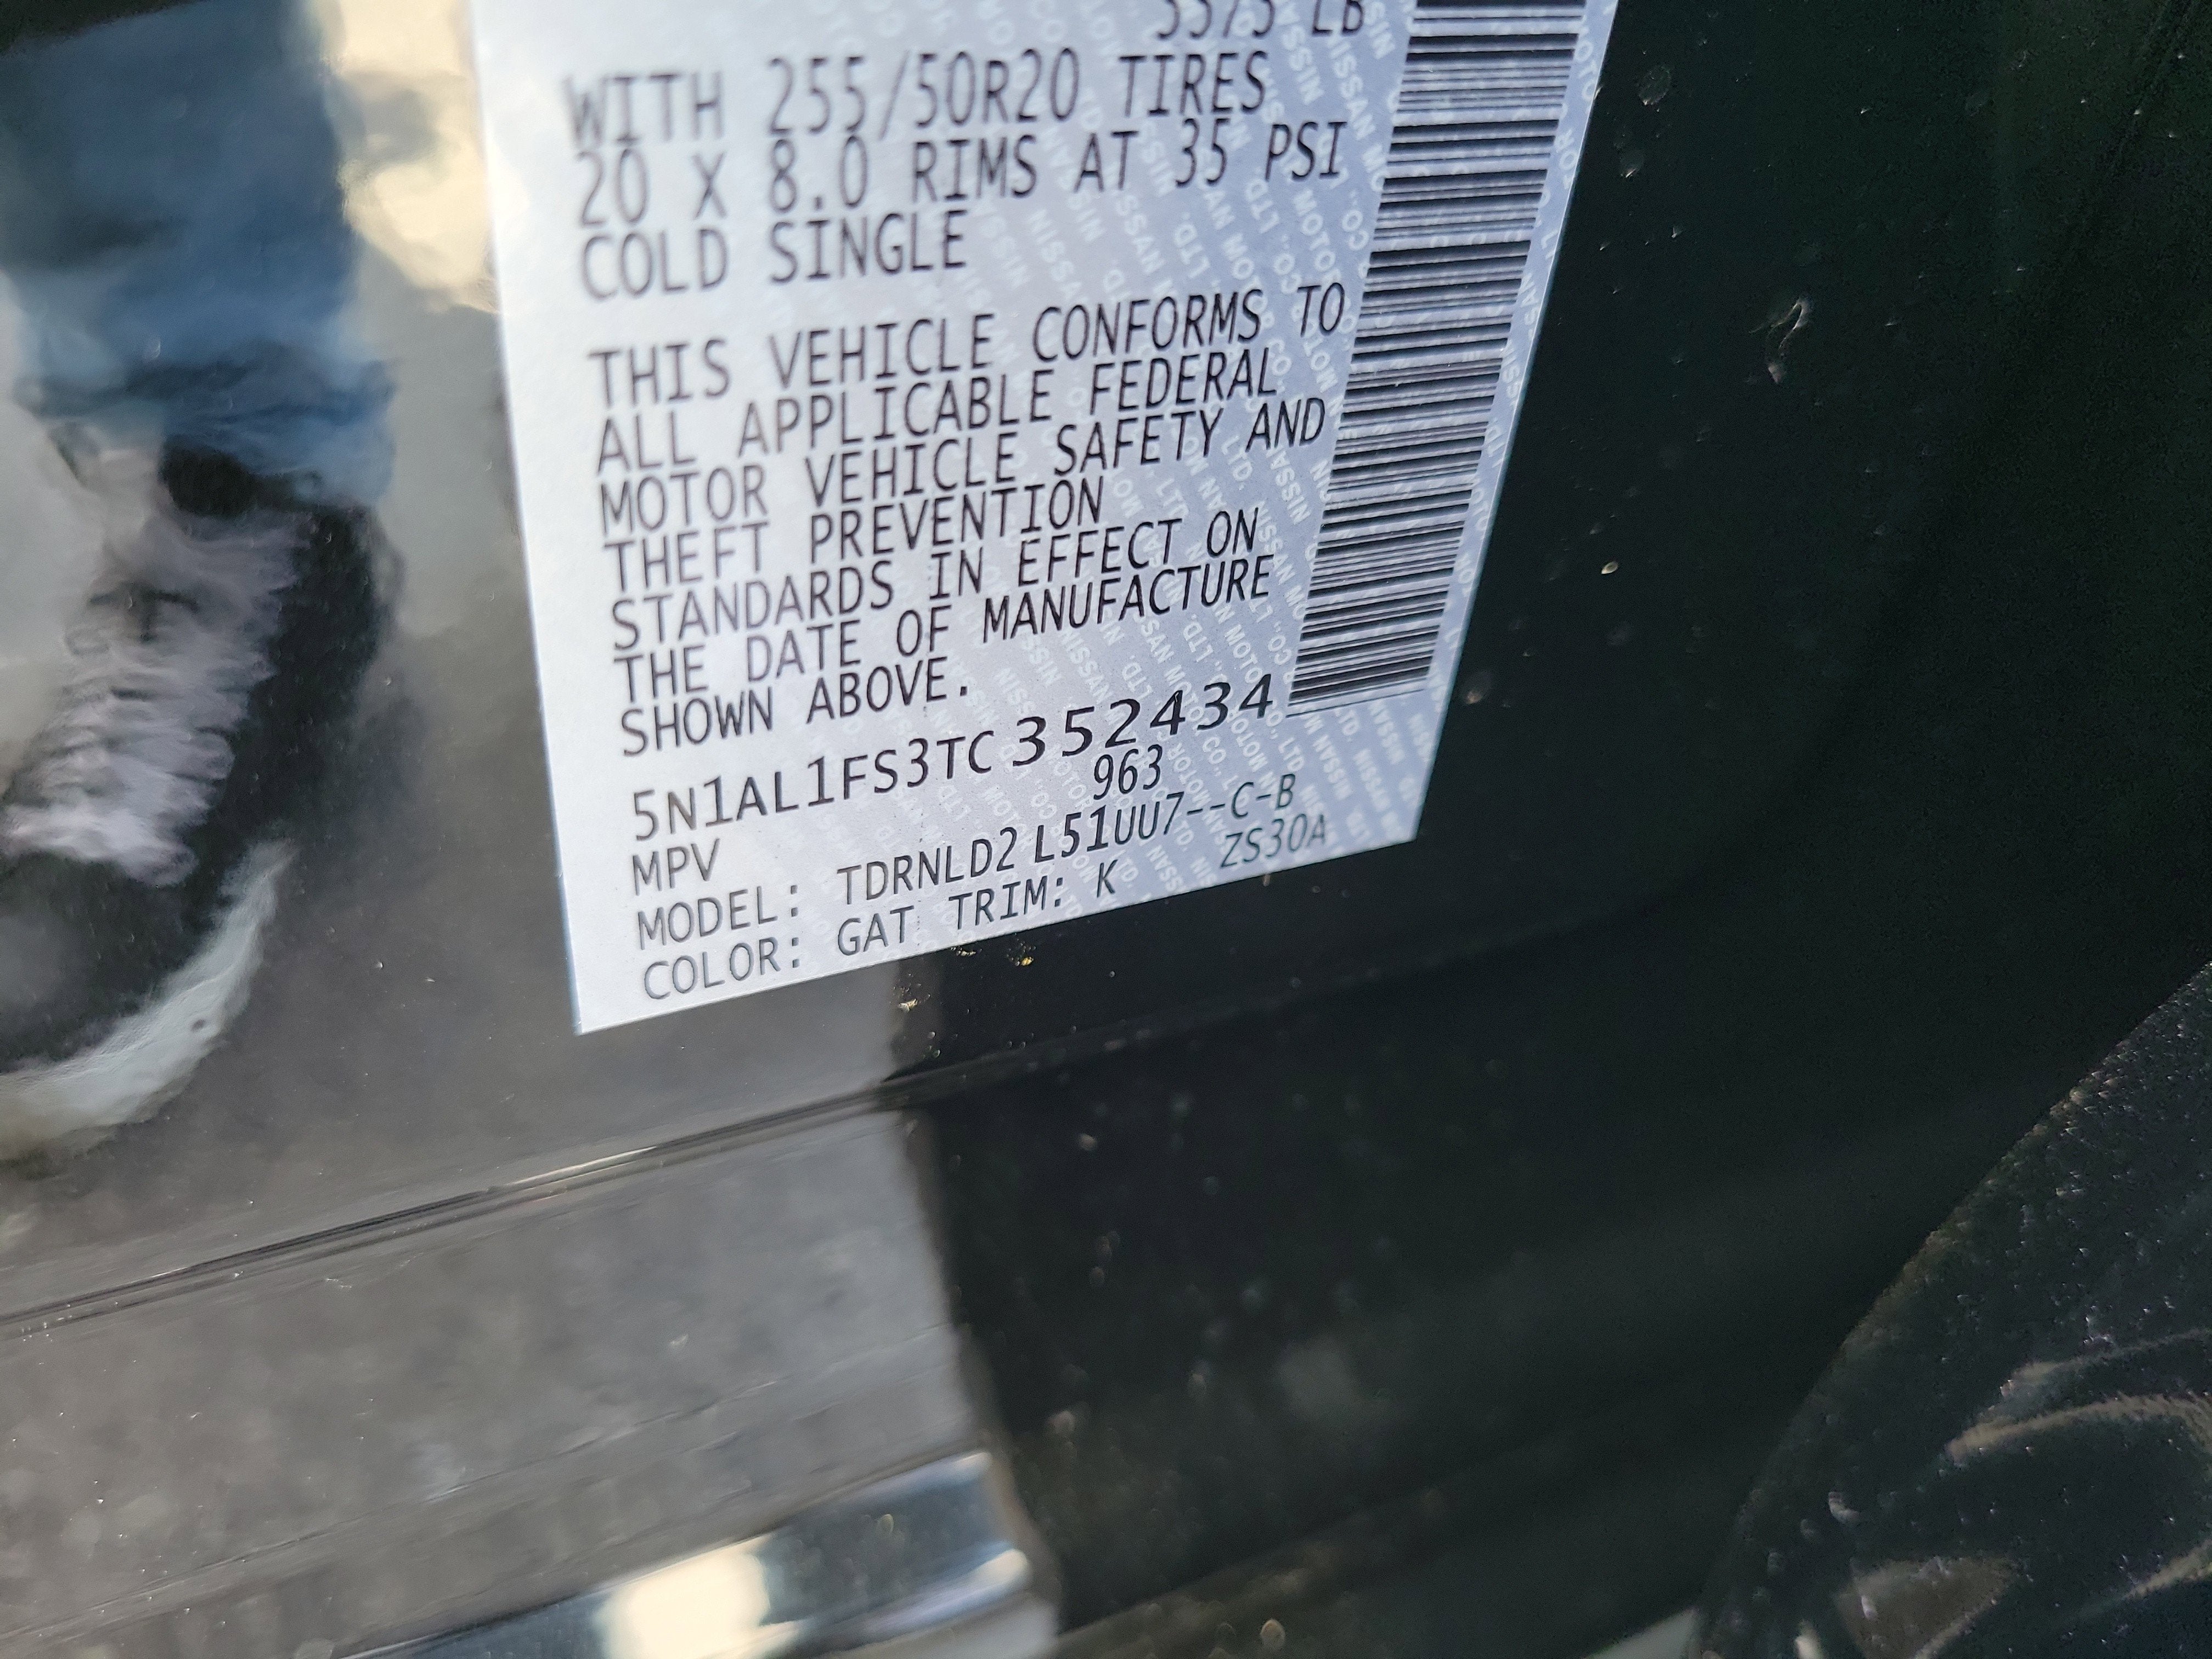 LB
WITH 255/50R20 TIRES
20 X 8.0 RIMS AT 35 PSI
COLD SINGLE
THIS VEHICLE CONFORMS TO
ALL APPLICABLE FEDERAL
MOTOR VEHICLE SAFETY AND
THEFT PREVENTION
STANDARDS IN EFFECT ON
THE DATE OF MANUFACTURE
SHOWN ABOVE.
5N1AL1FS3TC352434
MPV 963
MODEL: TDRNLD2 L51UU7--C-B
COLOR: GAT TRIM: K ZS30A